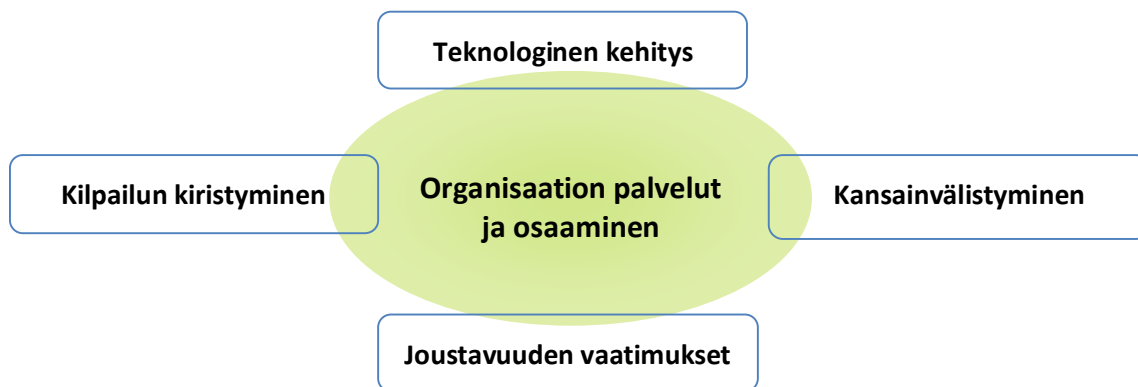 Teknologinen kehitys
Kilpailun kiristyminen
Organisaation palvelut
ja osaaminen
Kansainvälistyminen
Joustavuuden vaatimukset